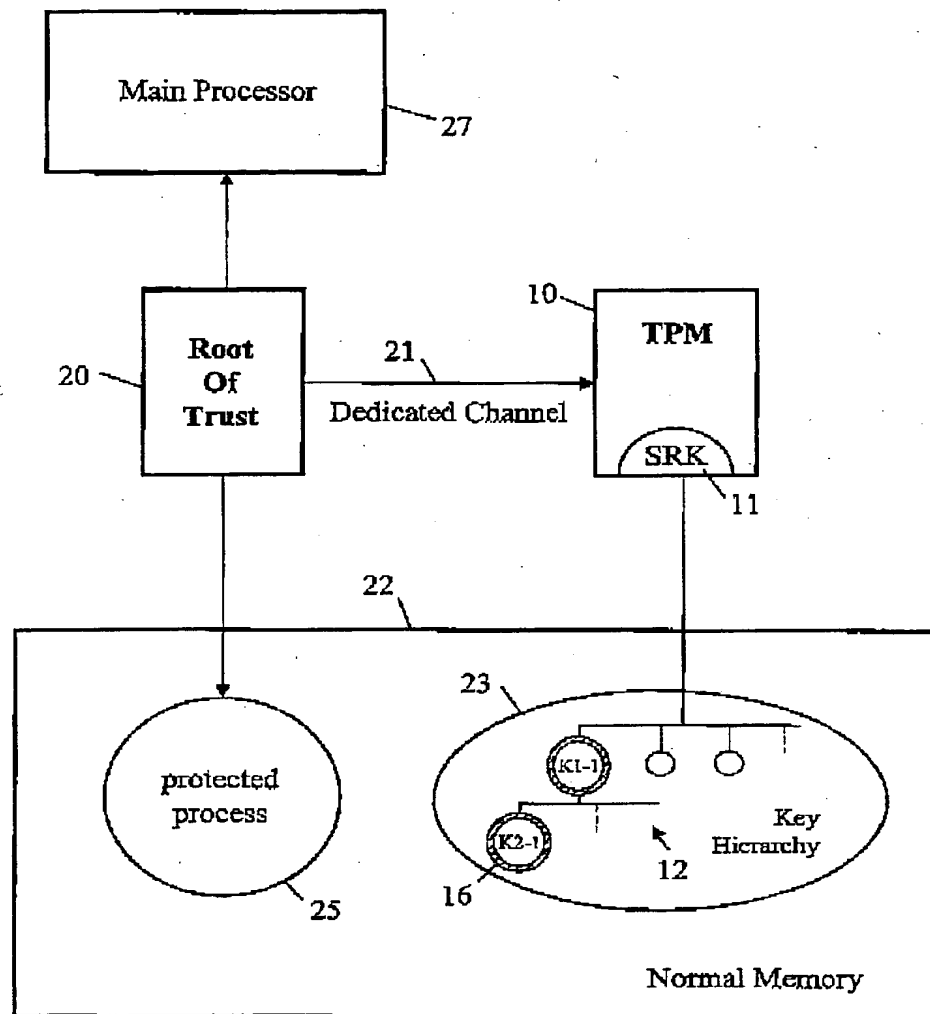 Main Processor
27
Root
Of
Trust
20
21
Dedicated Channel
10
TPM
SRK
11
22
23
protected
process
25
K1-1
K2-1
16
12
Key
Hierarchy
Normal Memory